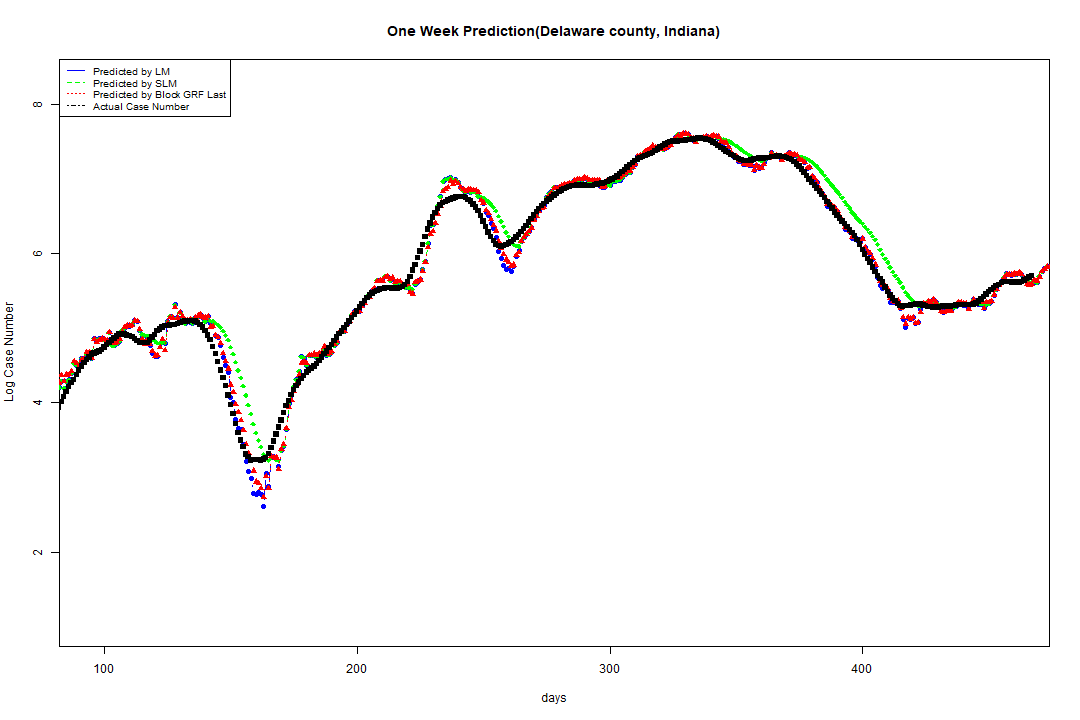 One Week Prediction(Delaware county, Indiana)
Predicted by LM
Predicted by SLM
Predicted by Block GRF Last
Actual Case Number
8
6
4
2
Log Case Number
100 200 300 400
days